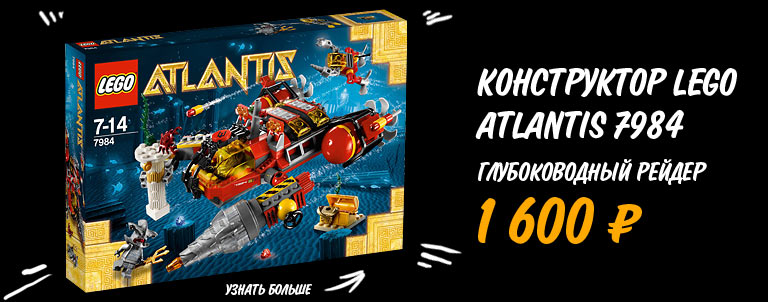 LEGO
ATLANTIS
7-14
7984
КОНСТРУКТОР LEGO
ATLANTIS 7984
ГЛУБОКОВОДНЫЙ РЕЙДЕР
1 600 ₽
УЗНАТЬ БОЛЬШЕ